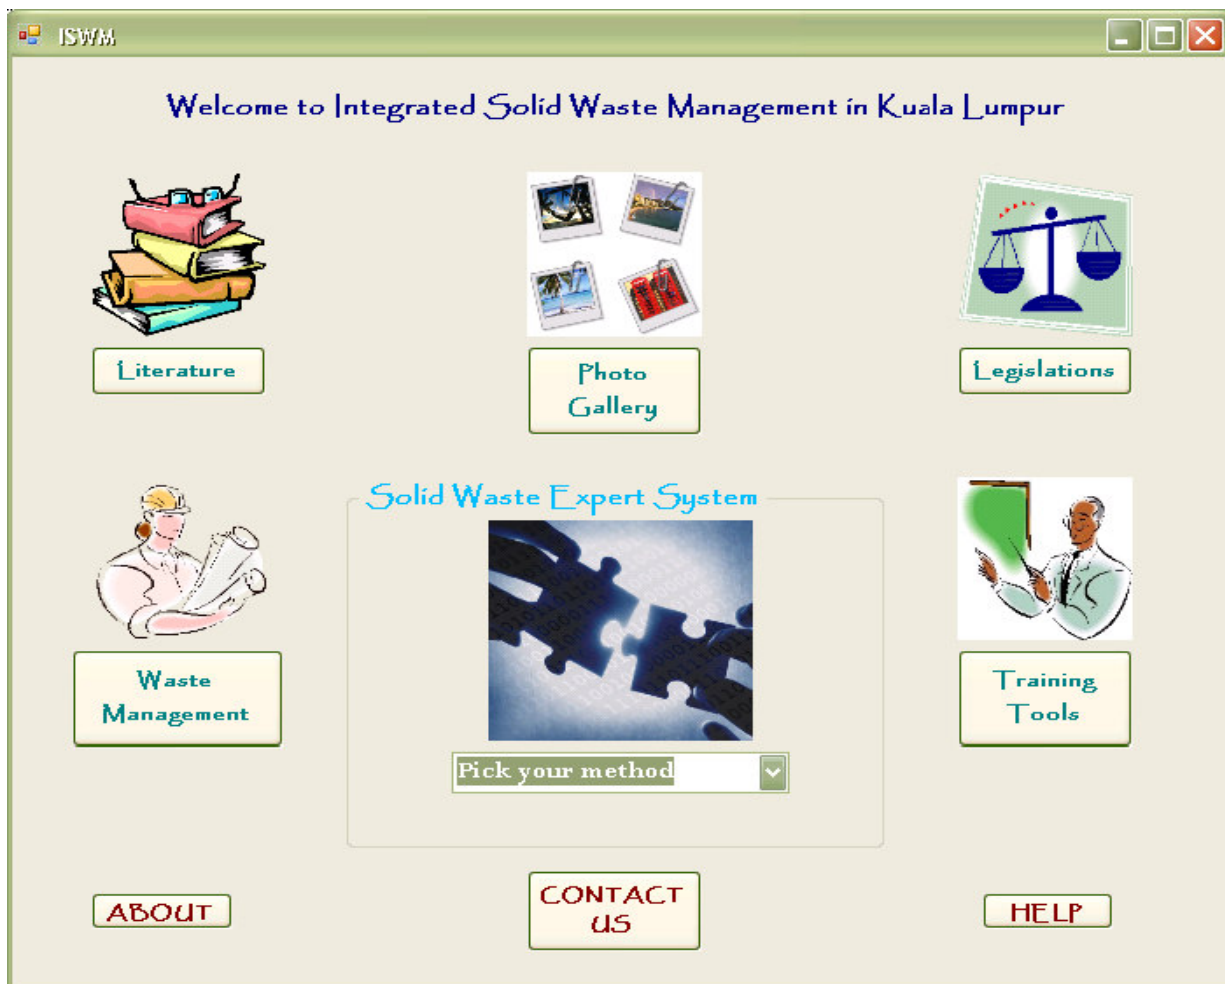 ISWM
Welcome to Integrated Solid Waste Management in Kuala Lumpur
Literature
Photo
Gallery
Legislations
Solid Waste Expert System
Waste
Management
Pick your method
Training
Tools
ABOUT
CONTACT
US
HELP